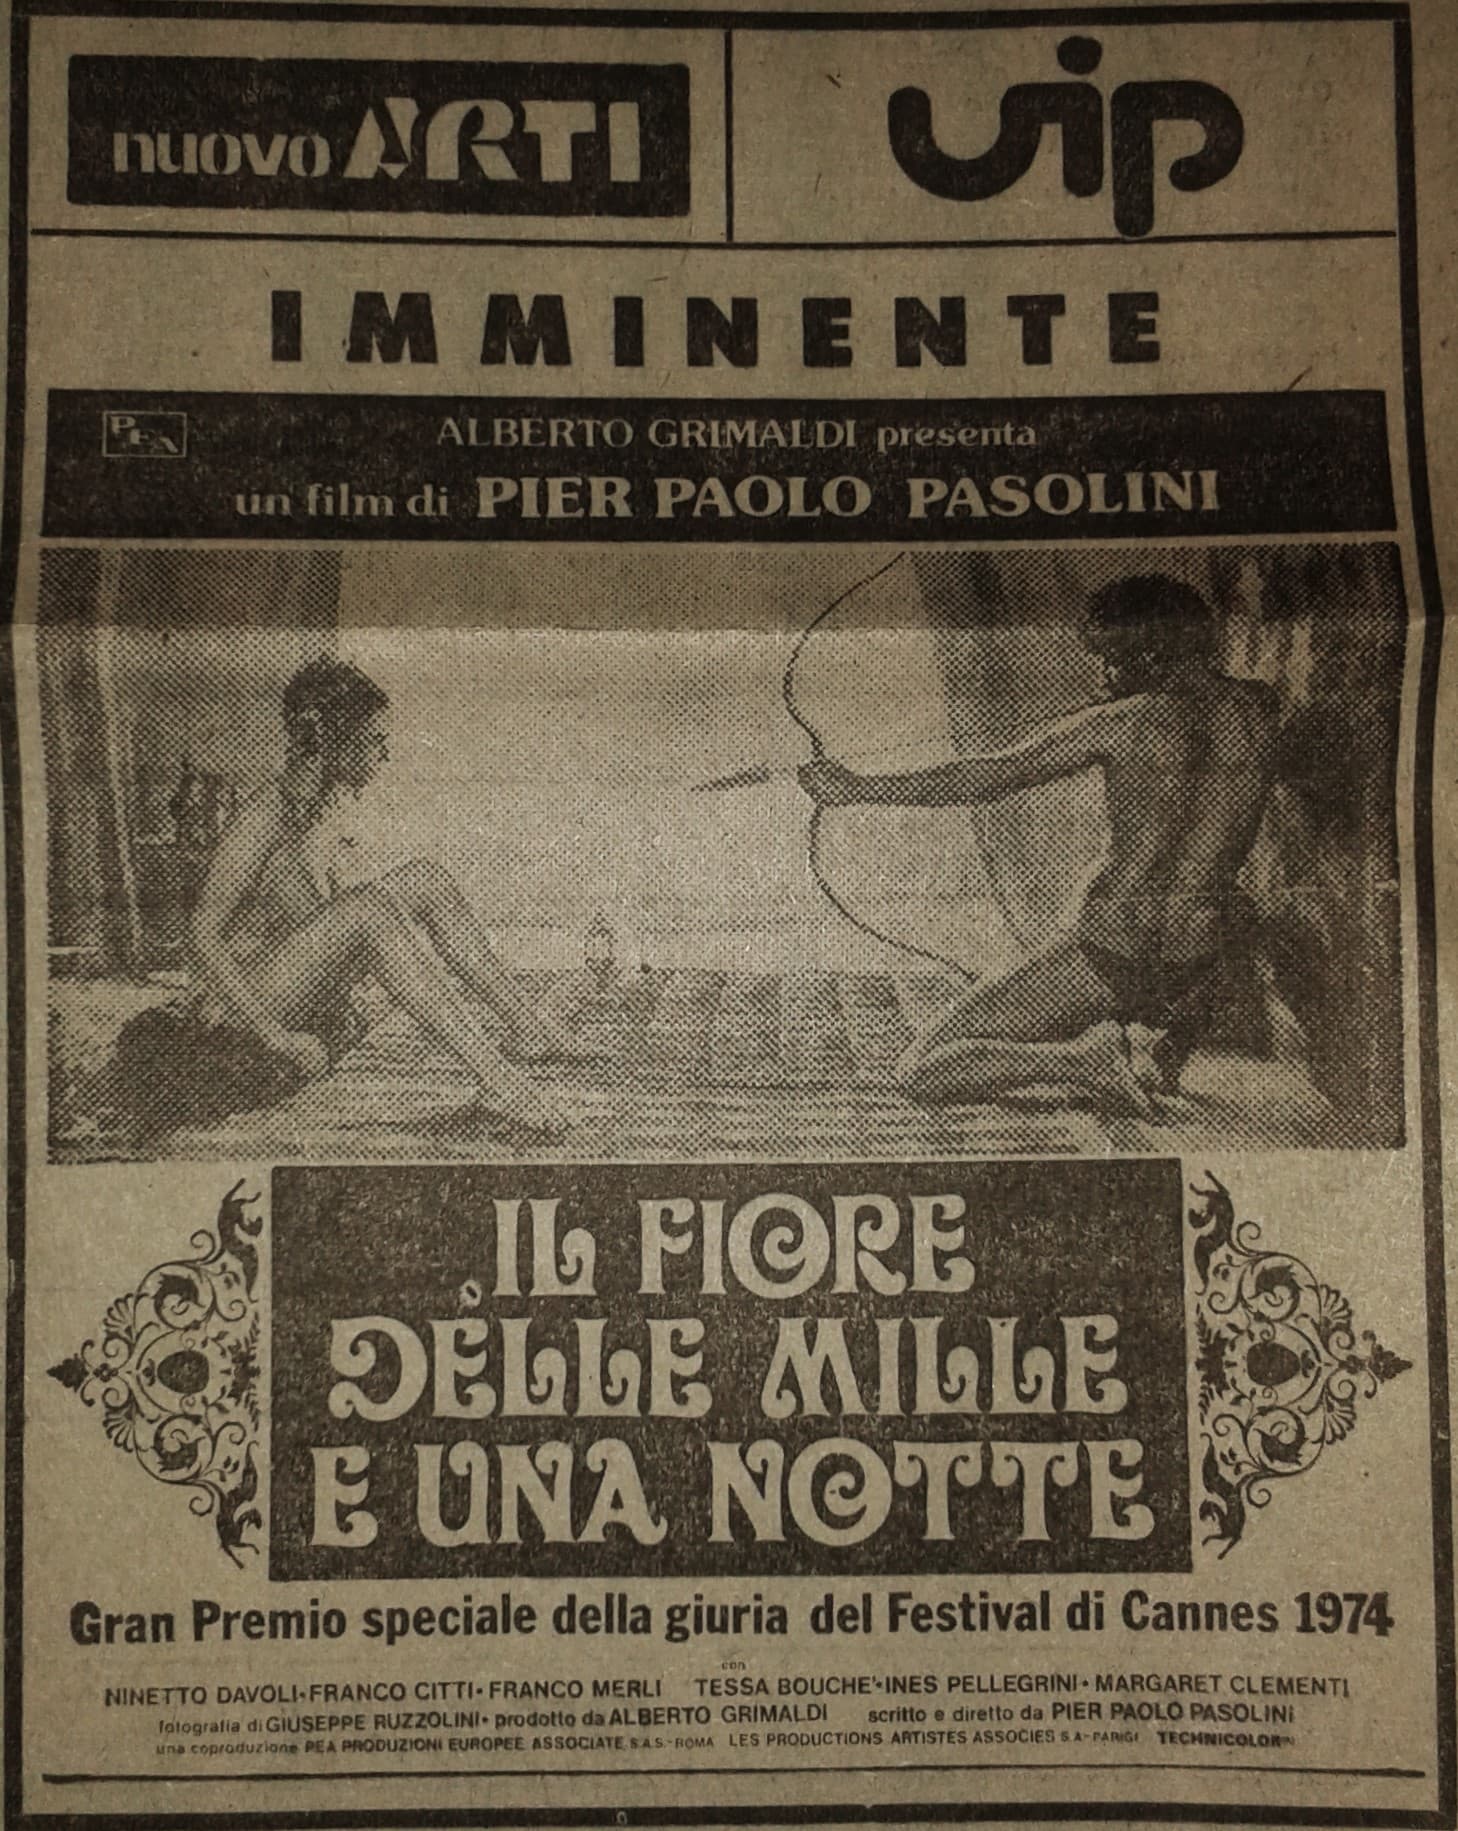 nuovo ARTI
vip
IMMINENTE
PEA
ALBERTO GRIMALDI presenta
un film di PIER PAOLO PASOLINI
IL FIORE
DELLE MILLE
E UNA NOTTE
Gran Premio speciale della giuria del Festival di Cannes 1974
con
NINETTO DAVOLI • FRANCO CITTI • FRANCO MERLI TESSA BOUCHE' • INES PELLEGRINI • MARGARET CLEMENTI
fotografia di GIUSEPPE RUZZOLINI • prodotto da ALBERTO GRIMALDI scritto e diretto da PIER PAOLO PASOLINI
una coproduzione PEA PRODUZIONI EUROPEE ASSOCIATE S.A.S.-ROMA LES PRODUCTIONS ARTISTES ASSOCIES S.A-PARIGI TECHNICOLOR